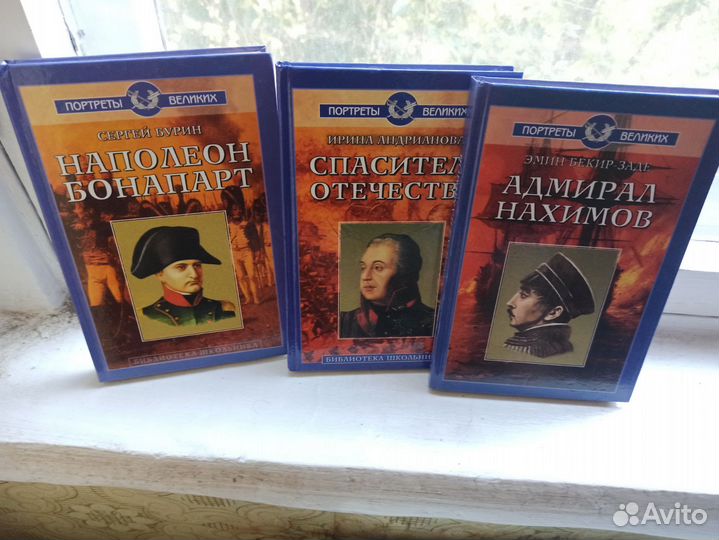 ПОРТРЕТЫ ВЕЛИКИХ
СЕРГЕЙ БУРИН
НАПОЛЕОН
БОНАПАРТ
БИБЛИОТЕКА ШКОЛЬНИКА
ПОРТРЕТЫ ВЕЛИКИХ
ИРИНА АНДРИАНОВА
СПАСИТЕЛ
ОТЕЧЕСТВ
БИБЛИОТЕКА ШКОЛЬНИ
ПОРТРЕТЫ ВЕЛИКИХ
ЭМИН БЕКИР-ЗАДЕ
АДМИРАЛ
НАХИМОВ
Avito